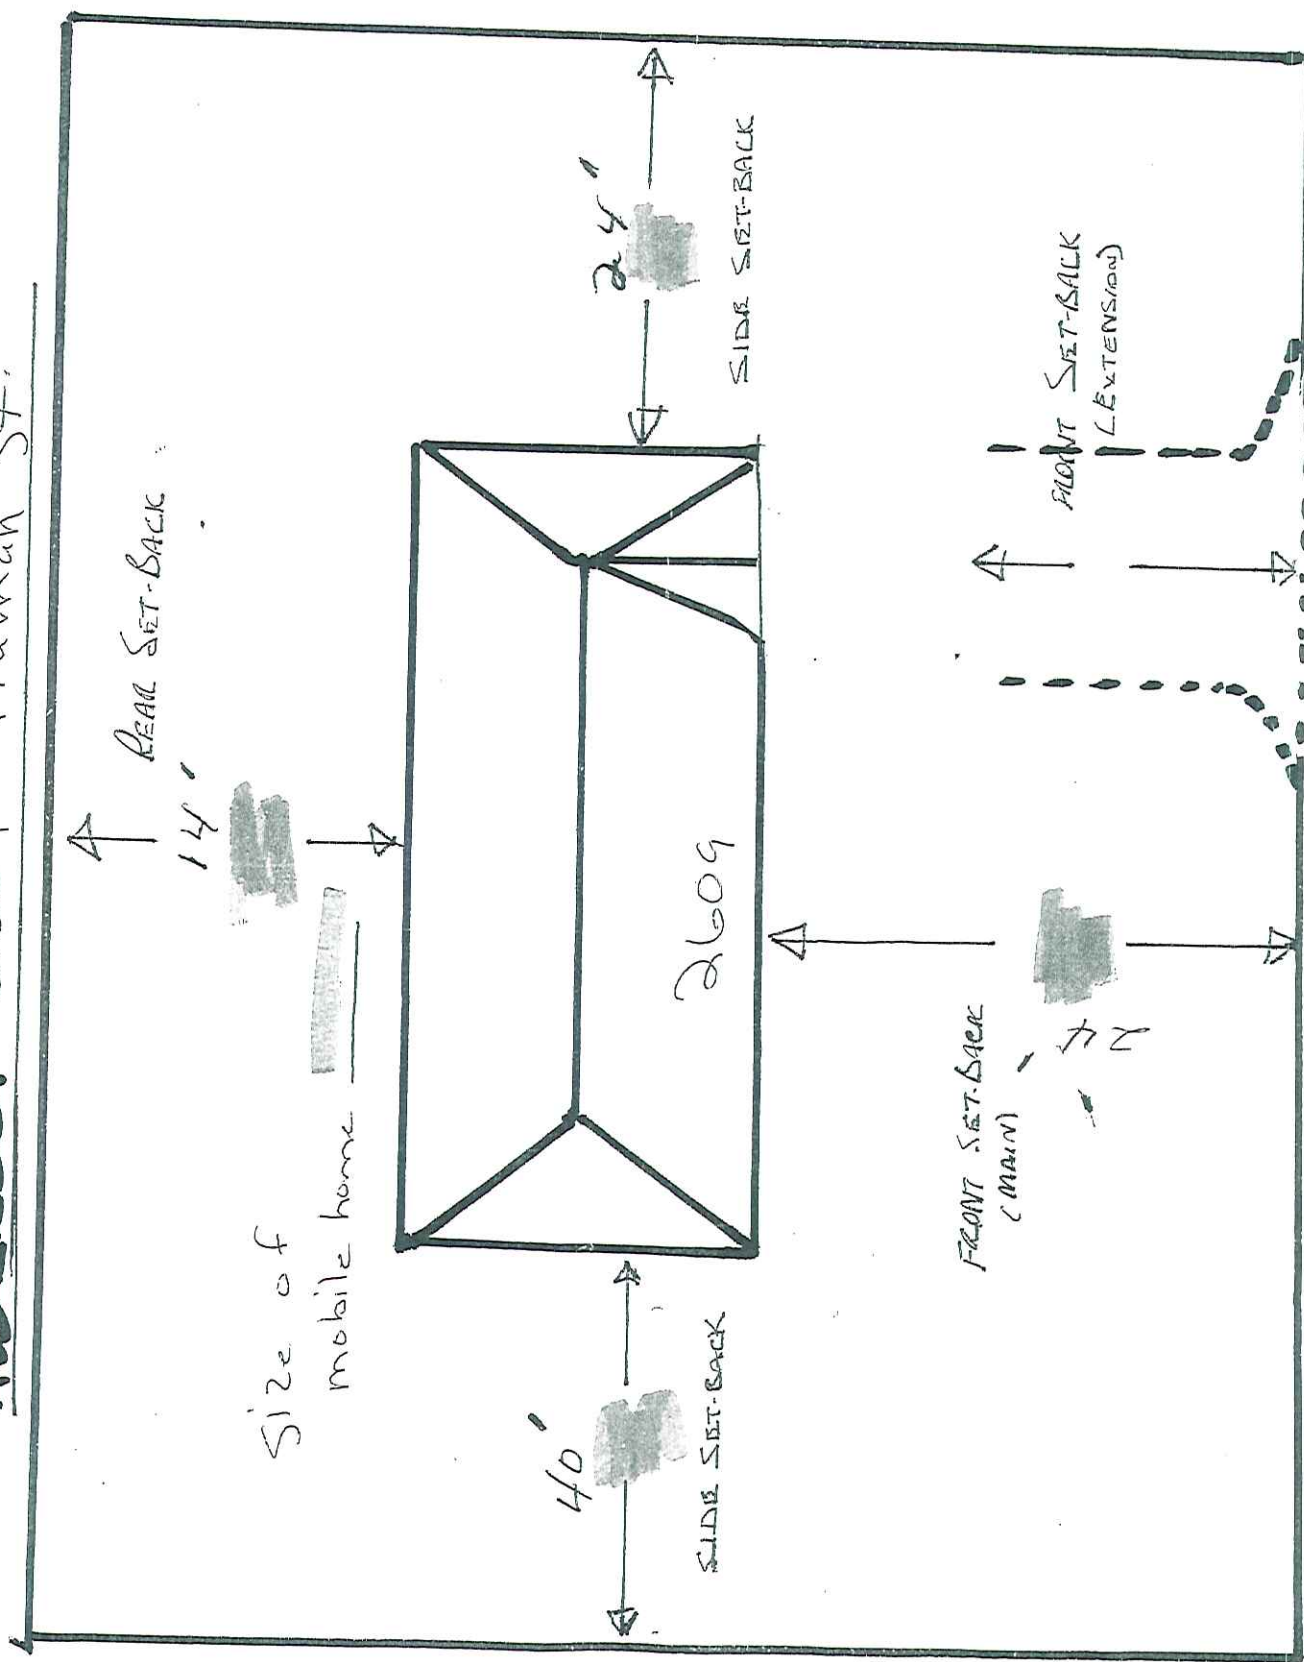 REAR SET-BACK
14'
Size of
mobile home
40'
SIDE SET-BACK
2609
24'
SIDE SET-BACK
FRONT SET-BACK
(MAIN)
24'
FRONT SET-BACK
(EXTENSION)